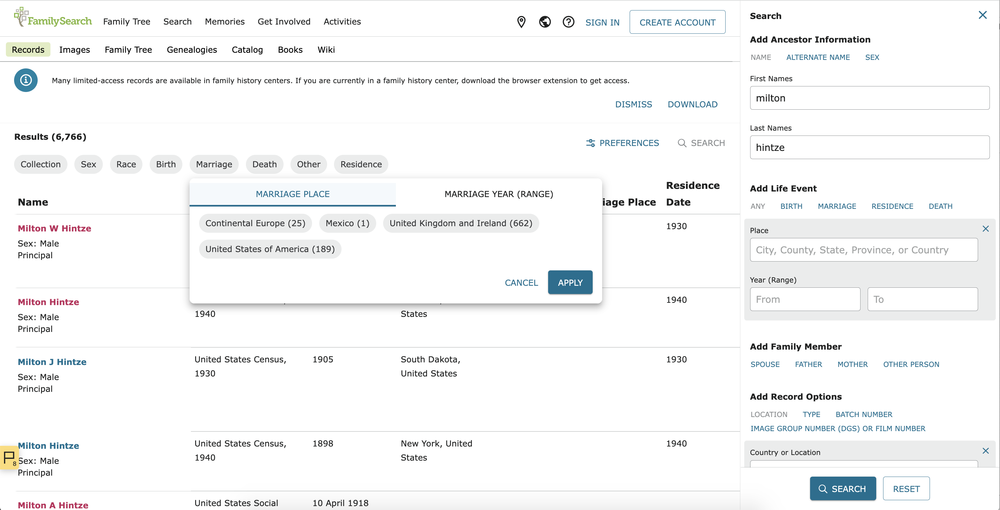 FamilySearch
Family Tree Search Memories Get Involved Activities
SIGN IN CREATE ACCOUNT
Records Images Family Tree Genealogies Catalog Books Wiki
Many limited-access records are available in family history centers. If you are currently in a family history center, download the browser extension to get access.
DISMISS DOWNLOAD
Results (6,766)
PREFERENCES SEARCH
Collection Sex Race Birth Marriage Death Other Residence
MARRIAGE PLACE MARRIAGE YEAR (RANGE)
Continental Europe (25) Mexico (1) United Kingdom and Ireland (662)
United States of America (189)
CANCEL APPLY
Name
iage Place
Residence
Date
Milton W Hintze
Sex: Male
Principal
1930
Milton Hintze
Sex: Male
Principal
1940
States
1940
Milton J Hintze
Sex: Male
Principal
United States Census,
1930
1905
South Dakota,
United States
1930
Milton Hintze
Sex: Male
Principal
United States Census,
1940
1898
New York, United
States
1940
Milton A Hintze
United States Social
10 April 1918
8
Search
Add Ancestor Information
NAME ALTERNATE NAME SEX
First Names
milton
Last Names
hintze
Add Life Event
ANY BIRTH MARRIAGE RESIDENCE DEATH
Place
City, County, State, Province, or Country
Year (Range)
From To
Add Family Member
SPOUSE FATHER MOTHER OTHER PERSON
Add Record Options
LOCATION TYPE BATCH NUMBER
IMAGE GROUP NUMBER (DGS) OR FILM NUMBER
Country or Location
SEARCH RESET